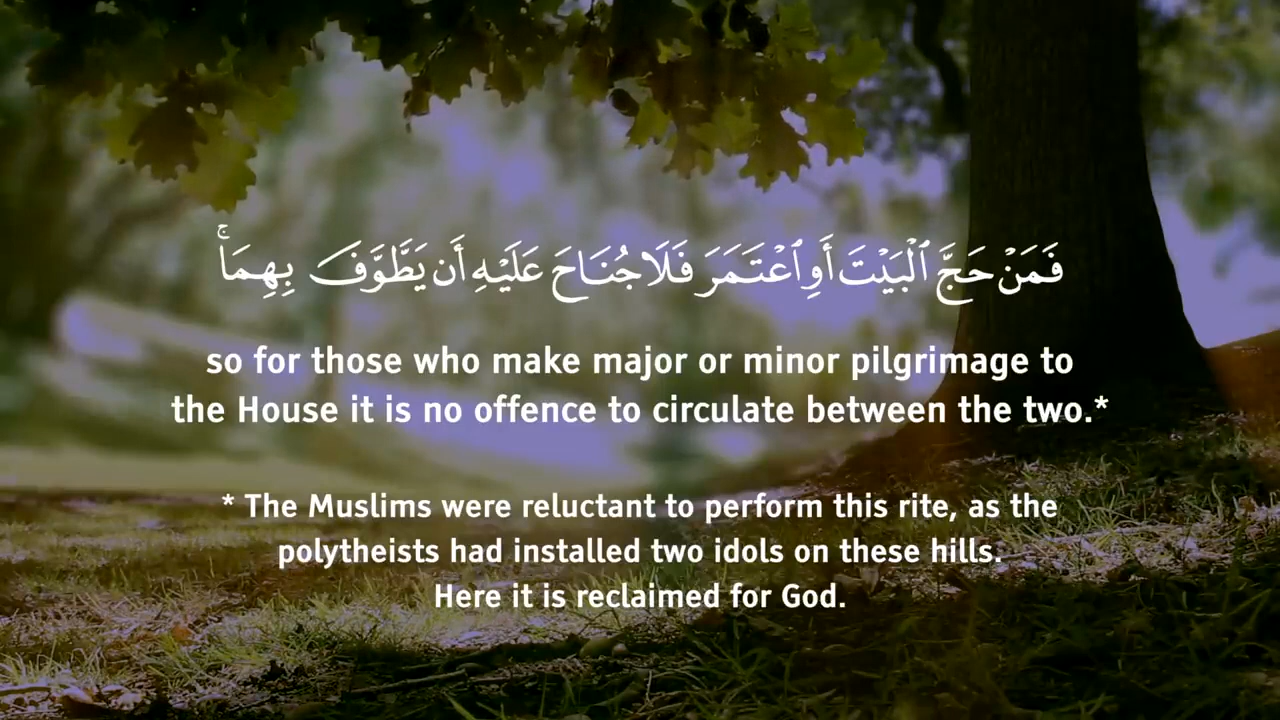 فَمَنْ حَجَّ ٱلْبَيْتَ أَوِ ٱعْتَمَرَ فَلَا جُنَاحَ عَلَيْهِ أَن يَطَّوَّفَ بِهِمَا ۚ
so for those who make major or minor pilgrimage to
the House it is no offence to circulate between the two.*
* The Muslims were reluctant to perform this rite, as the
polytheists had installed two idols on these hills.
Here it is reclaimed for God.